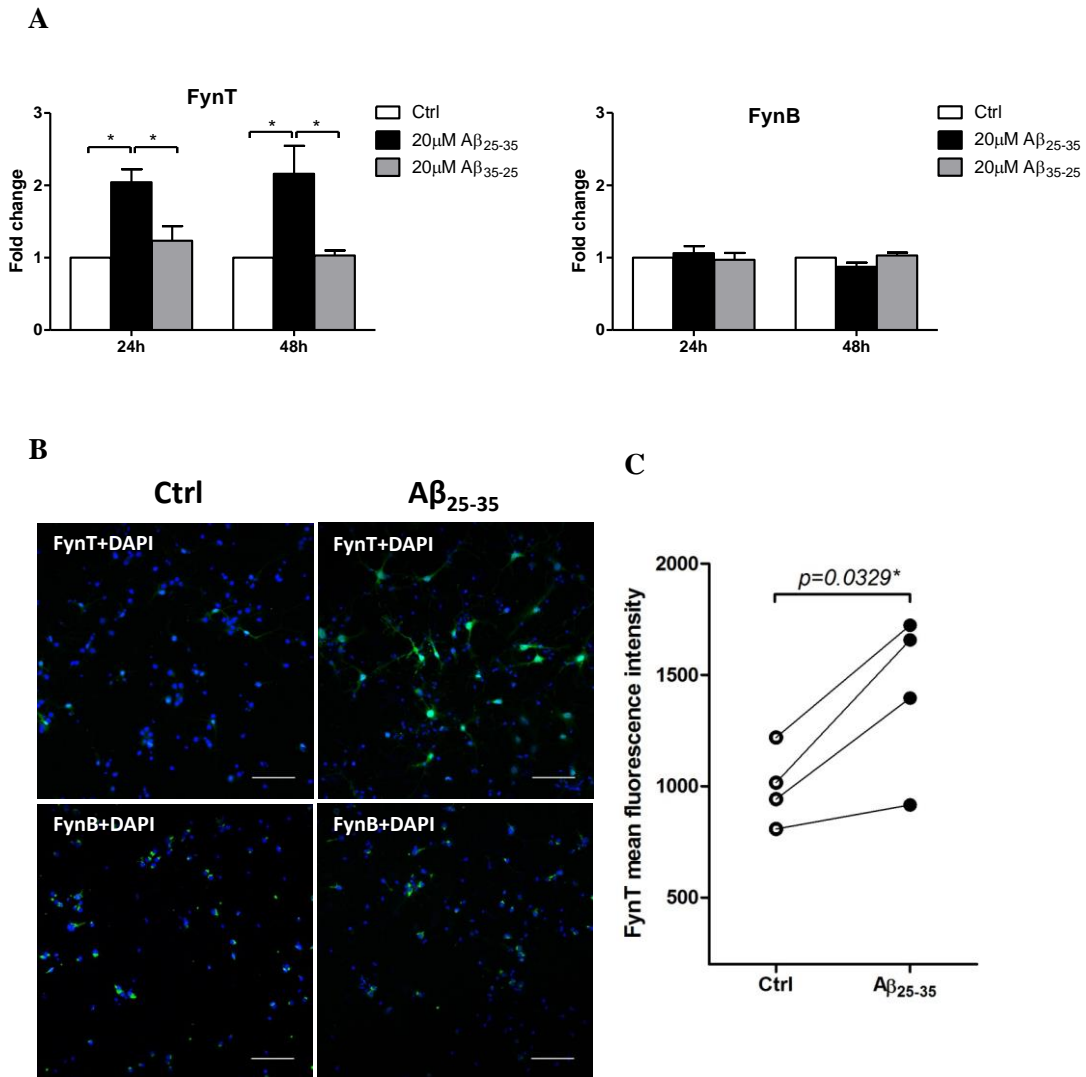 A
FynT
Fold change
3
2
1
0
* *
* *
24h
48h
Ctrl
20μM Aβ25-35
20μM Aβ35-25
FynB
Fold change
3
2
1
0
24h
48h
Ctrl
20μM Aβ25-35
20μM Aβ35-25
B
Ctrl
Aβ25-35
FynT+DAPI
FynT+DAPI
FynB+DAPI
FynB+DAPI
C
FynT mean fluorescence intensity
2000
1500
1000
500
p=0.0329*
Ctrl
Aβ25-35